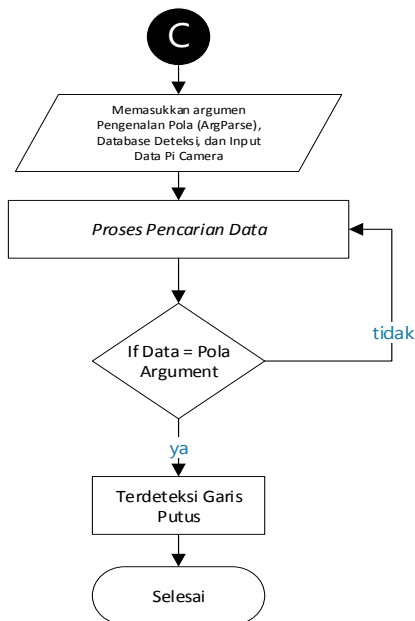 C
Memasukkan argumen
Pengenalan Pola (ArgParse),
Database Deteksi, dan Input
Data Pi Camera
Proses Pencarian Data
If Data = Pola
Argument
tidak
ya
Terdeteksi Garis
Putus
Selesai